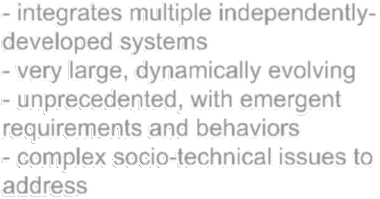 - integrates multiple independently-
developed systems
- very large, dynamically evolving
- unprecedented, with emergent
requirements and behaviors
- complex socio-technical issues to
address